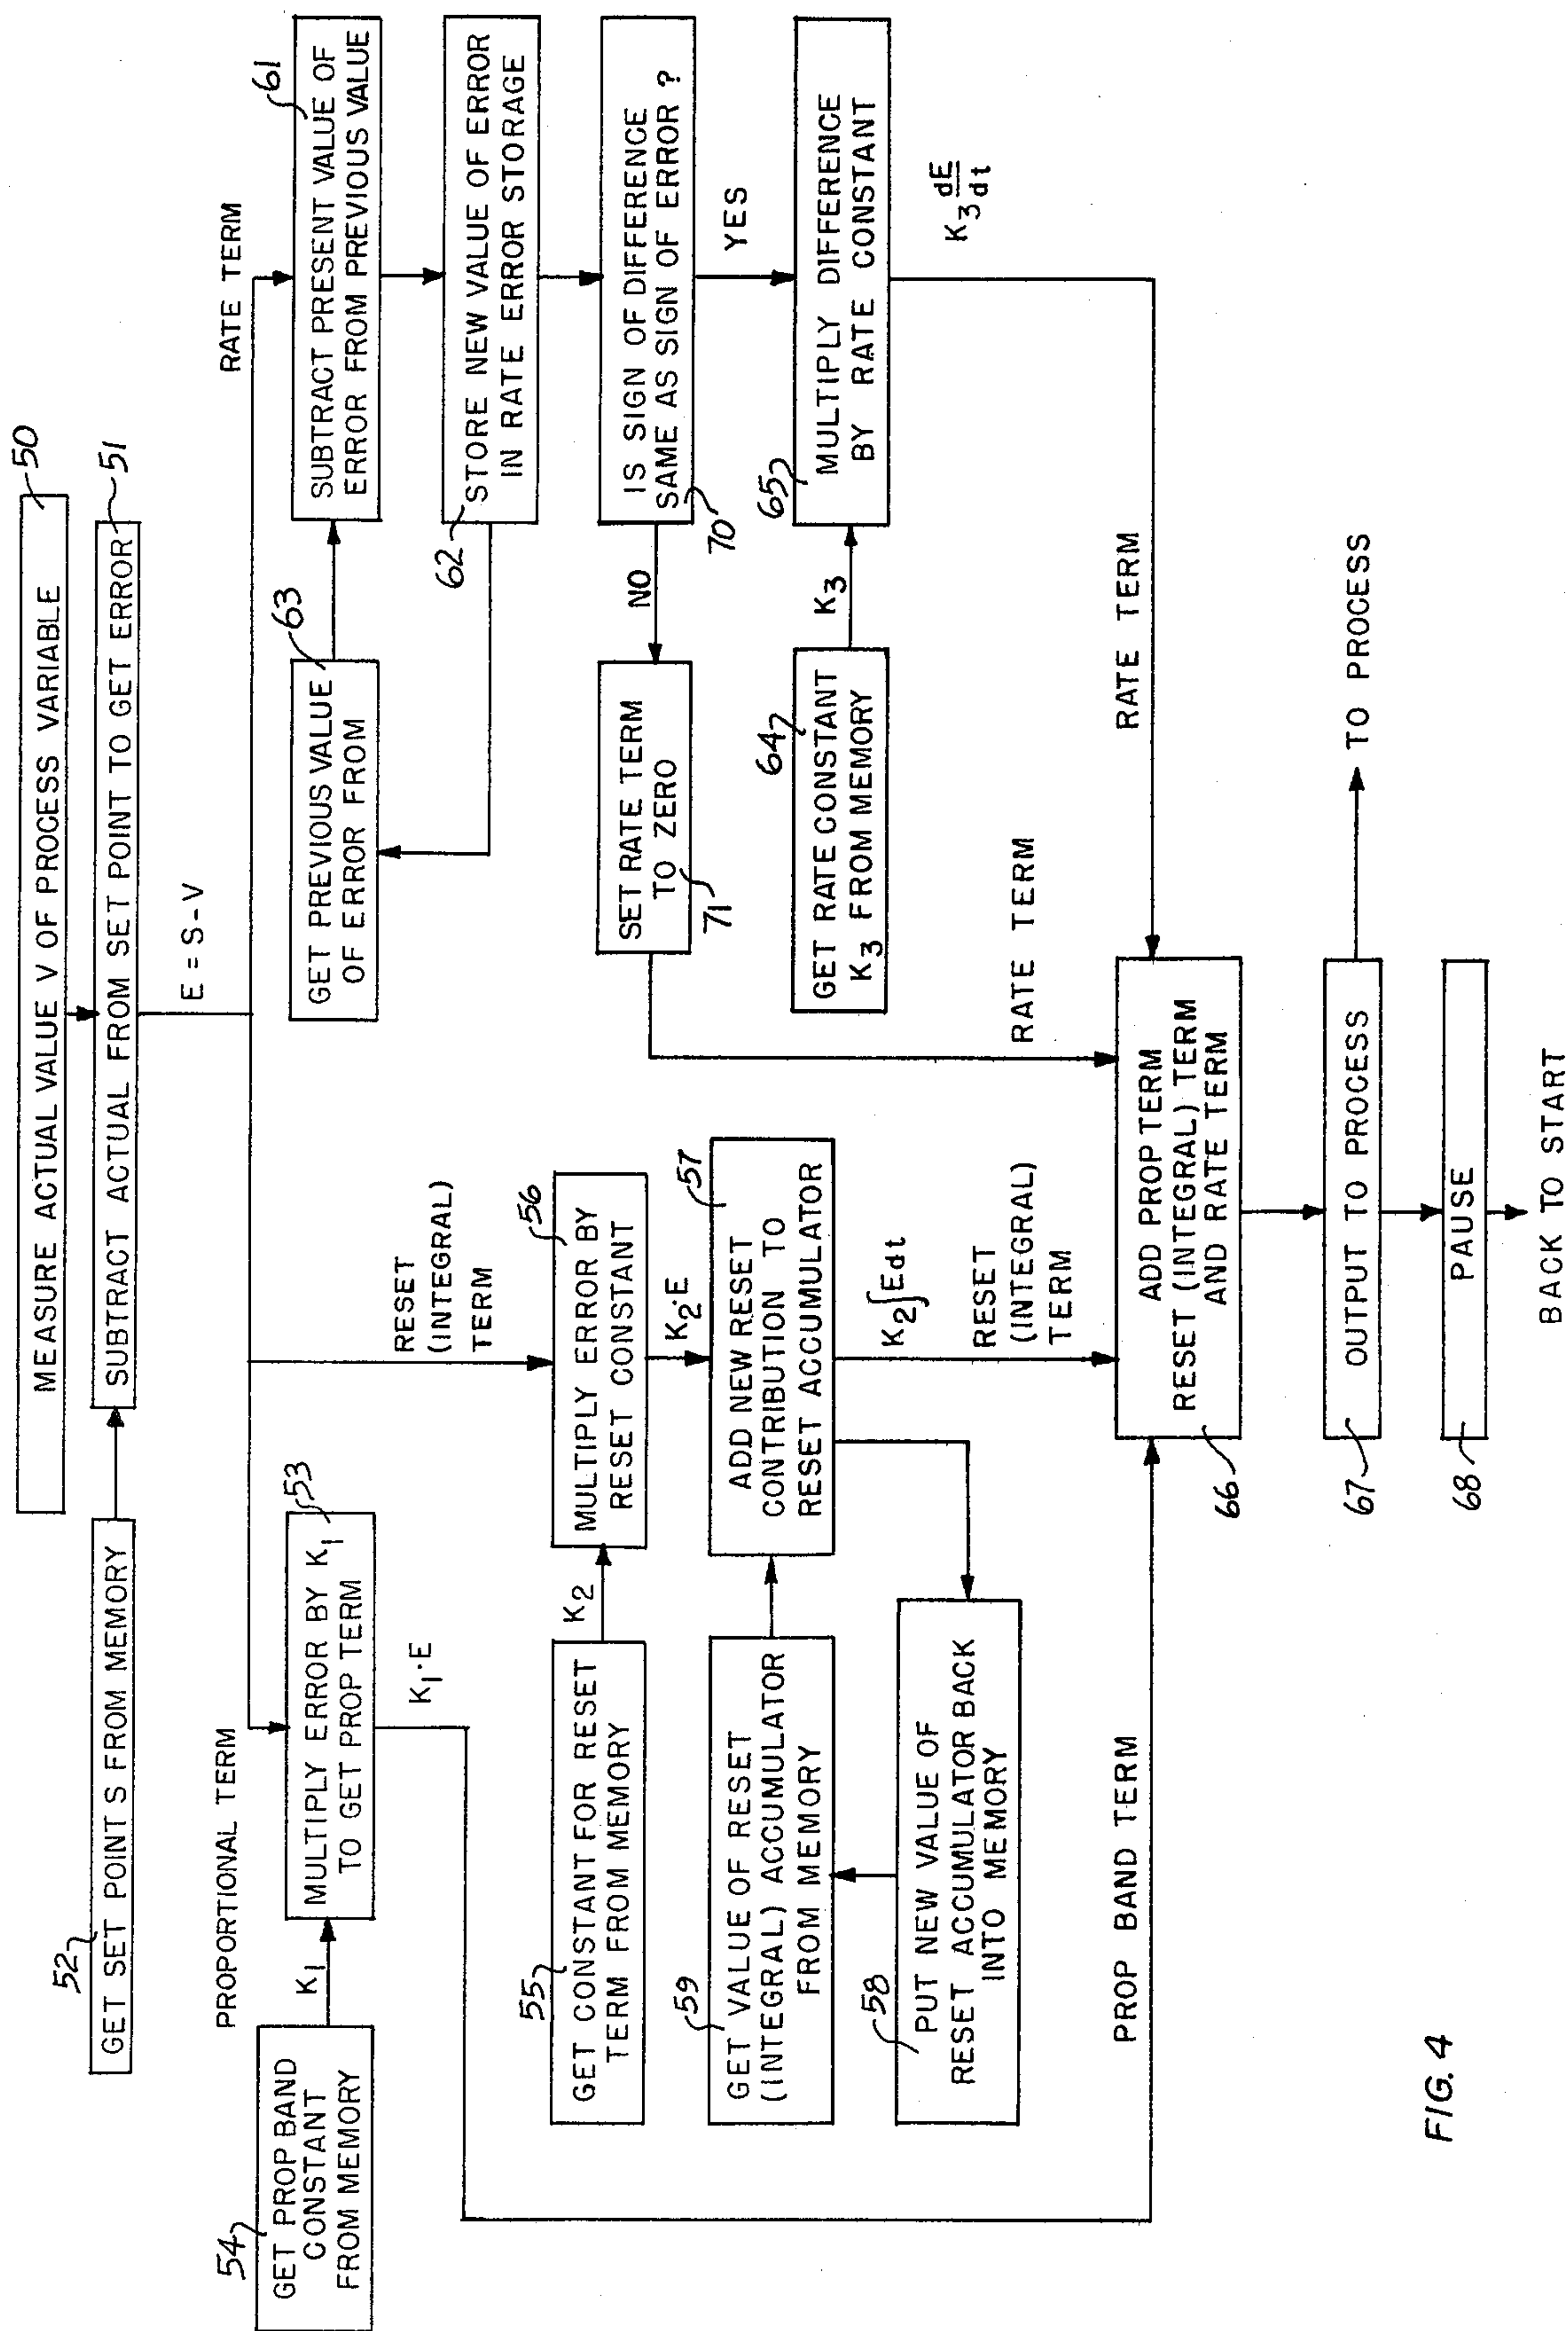 MEASURE ACTUAL VALUE V OF PROCESS VARIABLE
50
52
GET SET POINTS FROM MEMORY
SUBTRACT ACTUAL FROM SET POINT TO GET ERROR
51
E = S-V
PROPORTIONAL TERM
RATE TERM
54
GET PROP BAND
CONSTANT
FROM MEMORY
K1
MULTIPLY ERROR BY K1
TO GET PROP TERM
53
K1·E
RESET
(INTEGRAL)
TERM
GET PREVIOUS VALUE
OF ERROR FROM
63
SUBTRACT PRESENT VALUE OF
ERROR FROM PREVIOUS VALUE
61
62
STORE NEW VALUE OF ERROR
IN RATE ERROR STORAGE
55
GET CONSTANT FOR RESET
TERM FROM MEMORY
K2
MULTIPLY ERROR BY
RESET CONSTANT
56
K2·E
SET RATE TERM
TO ZERO
71
NO
IS SIGN OF DIFFERENCE
SAME AS SIGN OF ERROR ?
70
YES
59
GET VALUE OF RESET
(INTEGRAL) ACCUMULATOR
FROM MEMORY
ADD NEW RESET
CONTRIBUTION TO
RESET ACCUMULATOR
57
K2∫Edt
RESET
(INTEGRAL)
TERM
64
GET RATE CONSTANT
K3 FROM MEMORY
K3
65
MULTIPLY DIFFERENCE
BY RATE CONSTANT
K3 dE/dt
58
PUT NEW VALUE OF
RESET ACCUMULATOR BACK
INTO MEMORY
RATE TERM
PROP BAND TERM
RATE TERM
ADD PROP TERM
RESET (INTEGRAL) TERM
AND RATE TERM
66
OUTPUT TO PROCESS
67
TO PROCESS
PAUSE
68
BACK TO START
FIG. 4